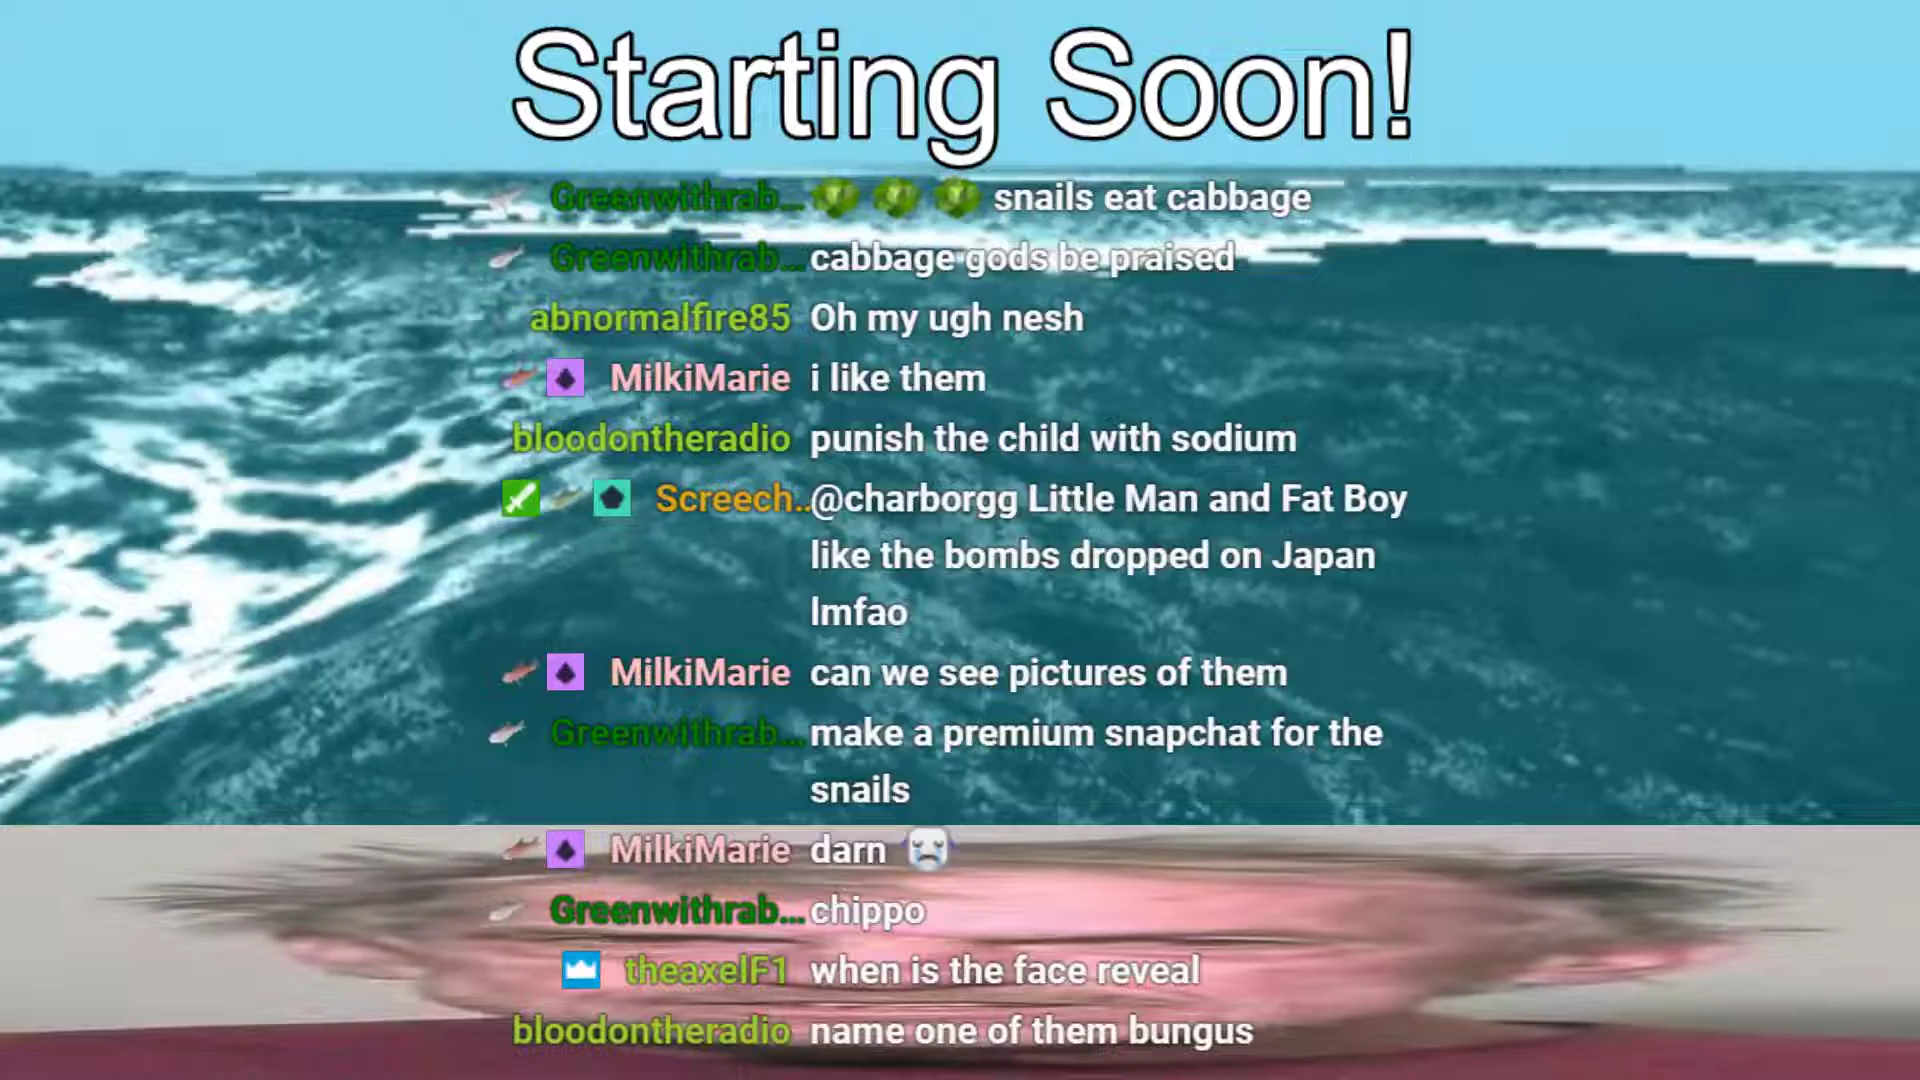 Starting Soon!
Greenwithrab... snails eat cabbage
Greenwithrab... cabbage gods be praised
abnormalfire85 Oh my ugh nesh
MilkiMarie i like them
bloodontheradio punish the child with sodium
Screech.. @charborgg Little Man and Fat Boy
like the bombs dropped on Japan
lmfao
MilkiMarie can we see pictures of them
Greenwithrab... make a premium snapchat for the
snails
MilkiMarie darn
Greenwithrab... chippo
theaxelF1 when is the face reveal
bloodontheradio name one of them bungus